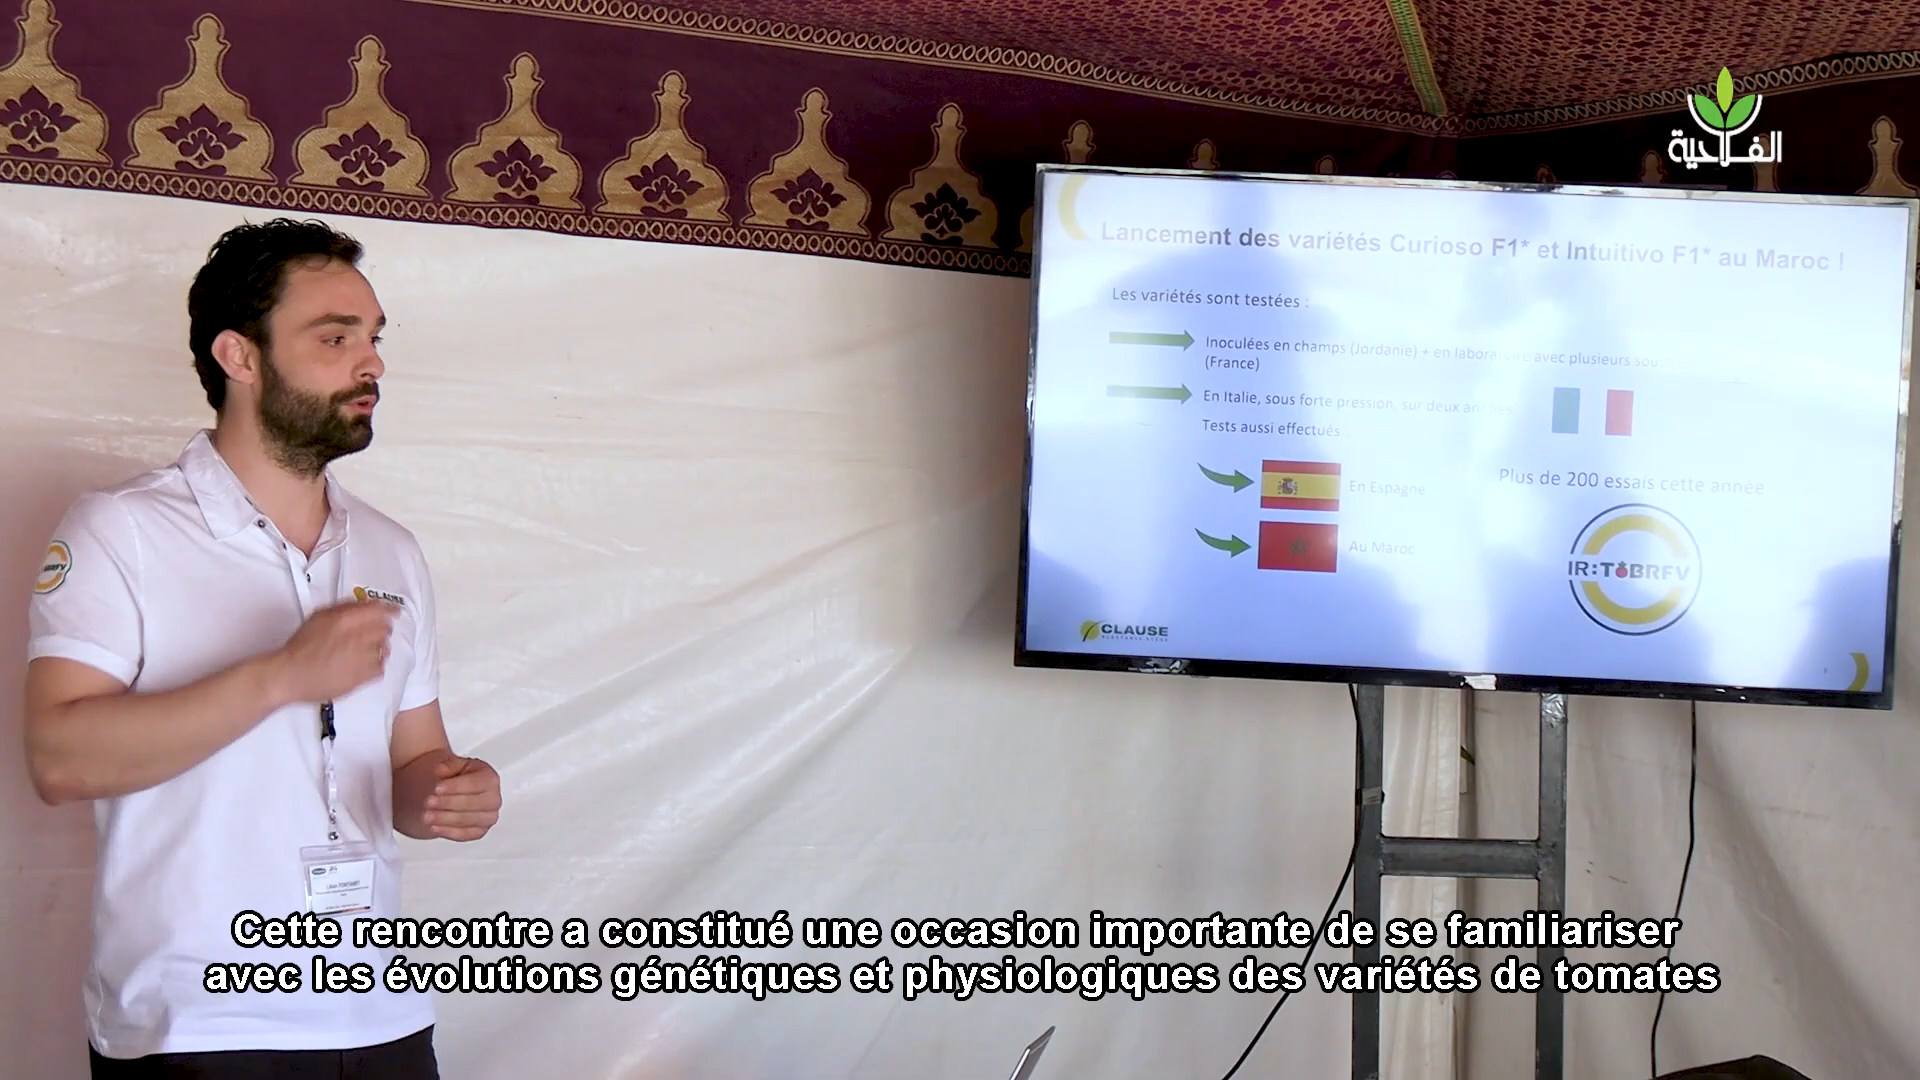 الفلاحية
Lancement des variétés Curioso F1* et Intuitivo F1* au Maroc !
Les variétés sont testées :
Inoculées en champs (Jordanie) + en laboratoire avec plusieurs
(France)
En Italie, sous forte pression, sur deux années
Tests aussi effectués
En Espagne
Plus de 200 essais cette année
Au Maroc
IR:TOBRFV
CLAUSE
CLAUSE
Cette rencontre a constitué une occasion importante de se familiariser
avec les évolutions génétiques et physiologiques des variétés de tomates